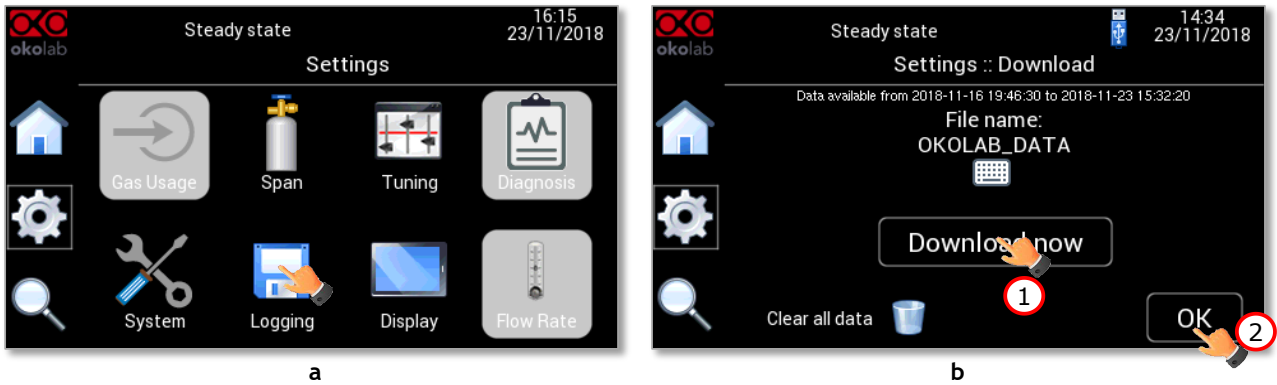 okolab
Steady state
16:15
23/11/2018
Settings
Gas Usage
Span
Tuning
Diagnosis
System
Logging
Display
Flow Rate
a
okolab
Steady state
14:34
23/11/2018
Settings :: Download
Data available from 2018-11-16 19:46:30 to 2018-11-23 15:32:20
File name:
OKOLAB_DATA
Download now
1
Clear all data
OK
2
b